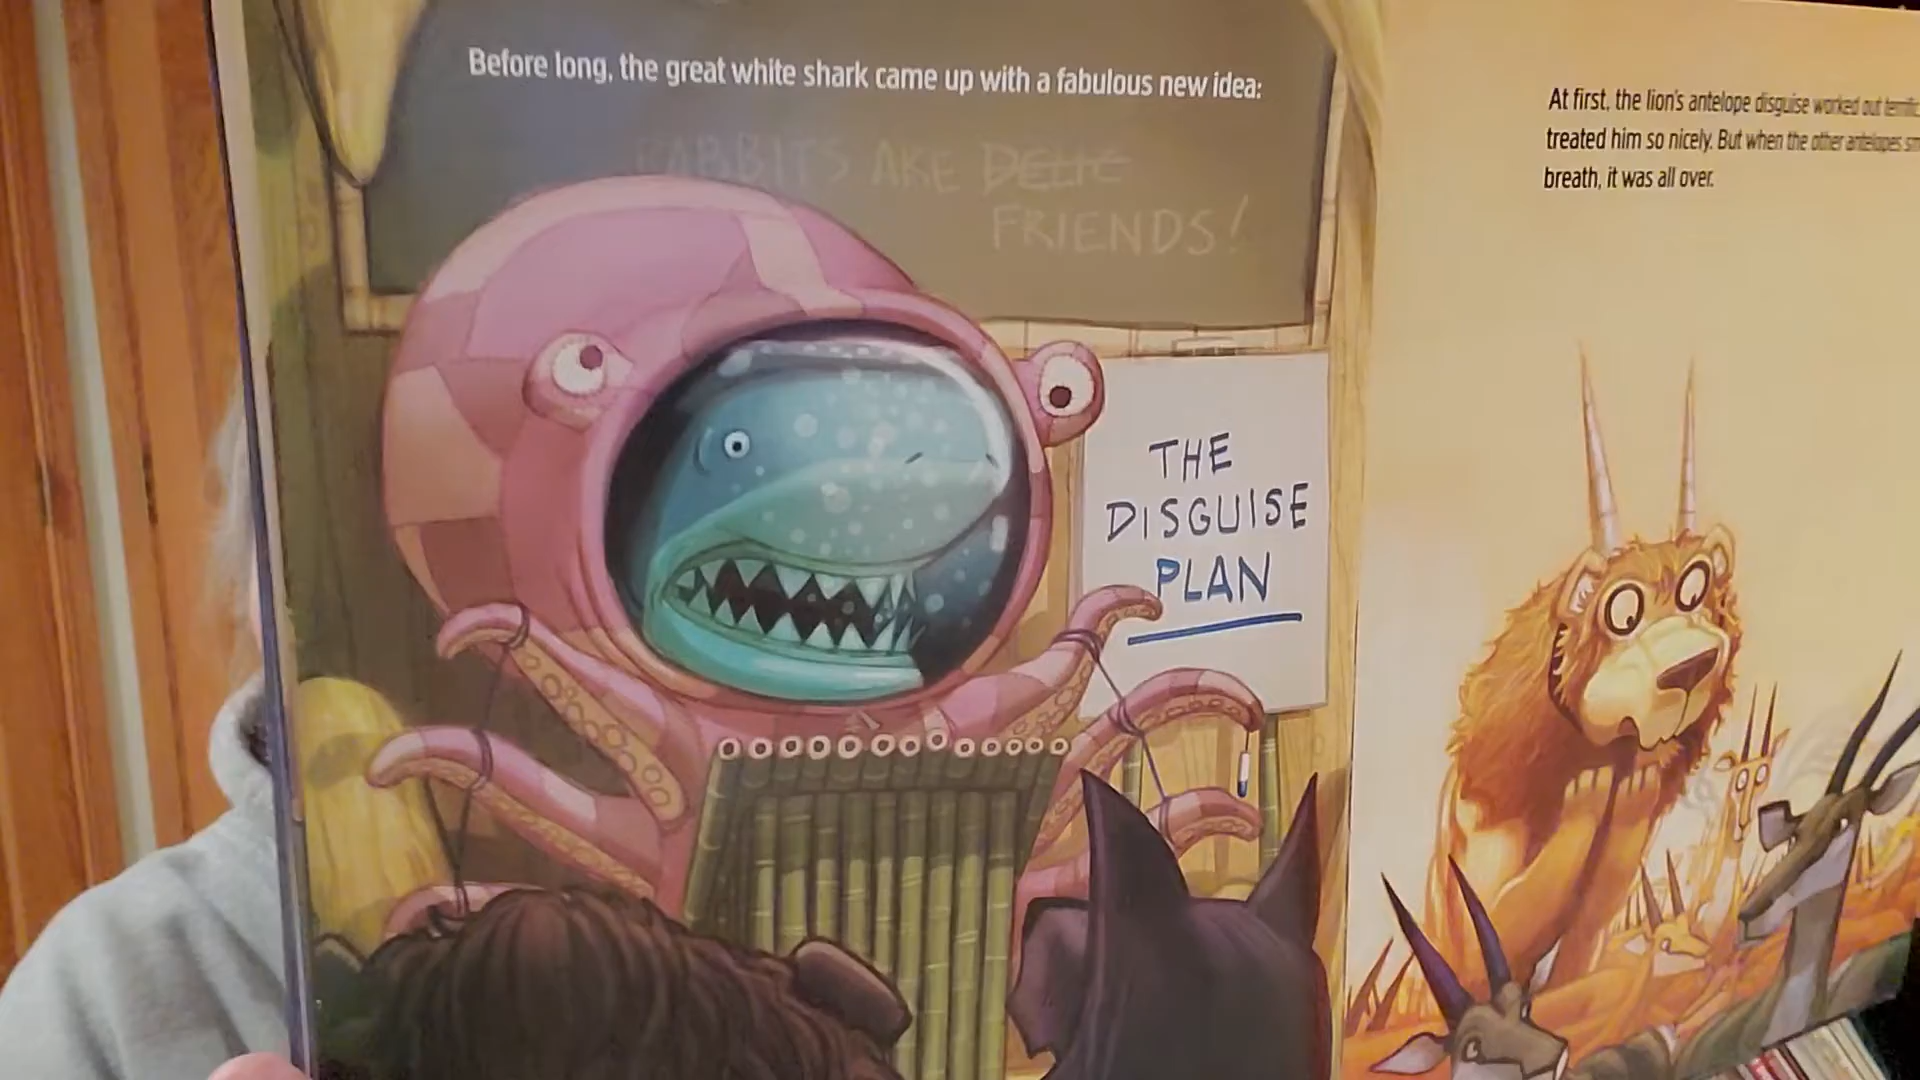 Before long, the great white shark came up with a fabulous new idea:
RABBITS ARE DELIC
FRIENDS!
THE
DISGUISE
PLAN
At first, the lion's antelope disguise worked out
treated him so nicely. But when the other antelopes
breath, it was all over.